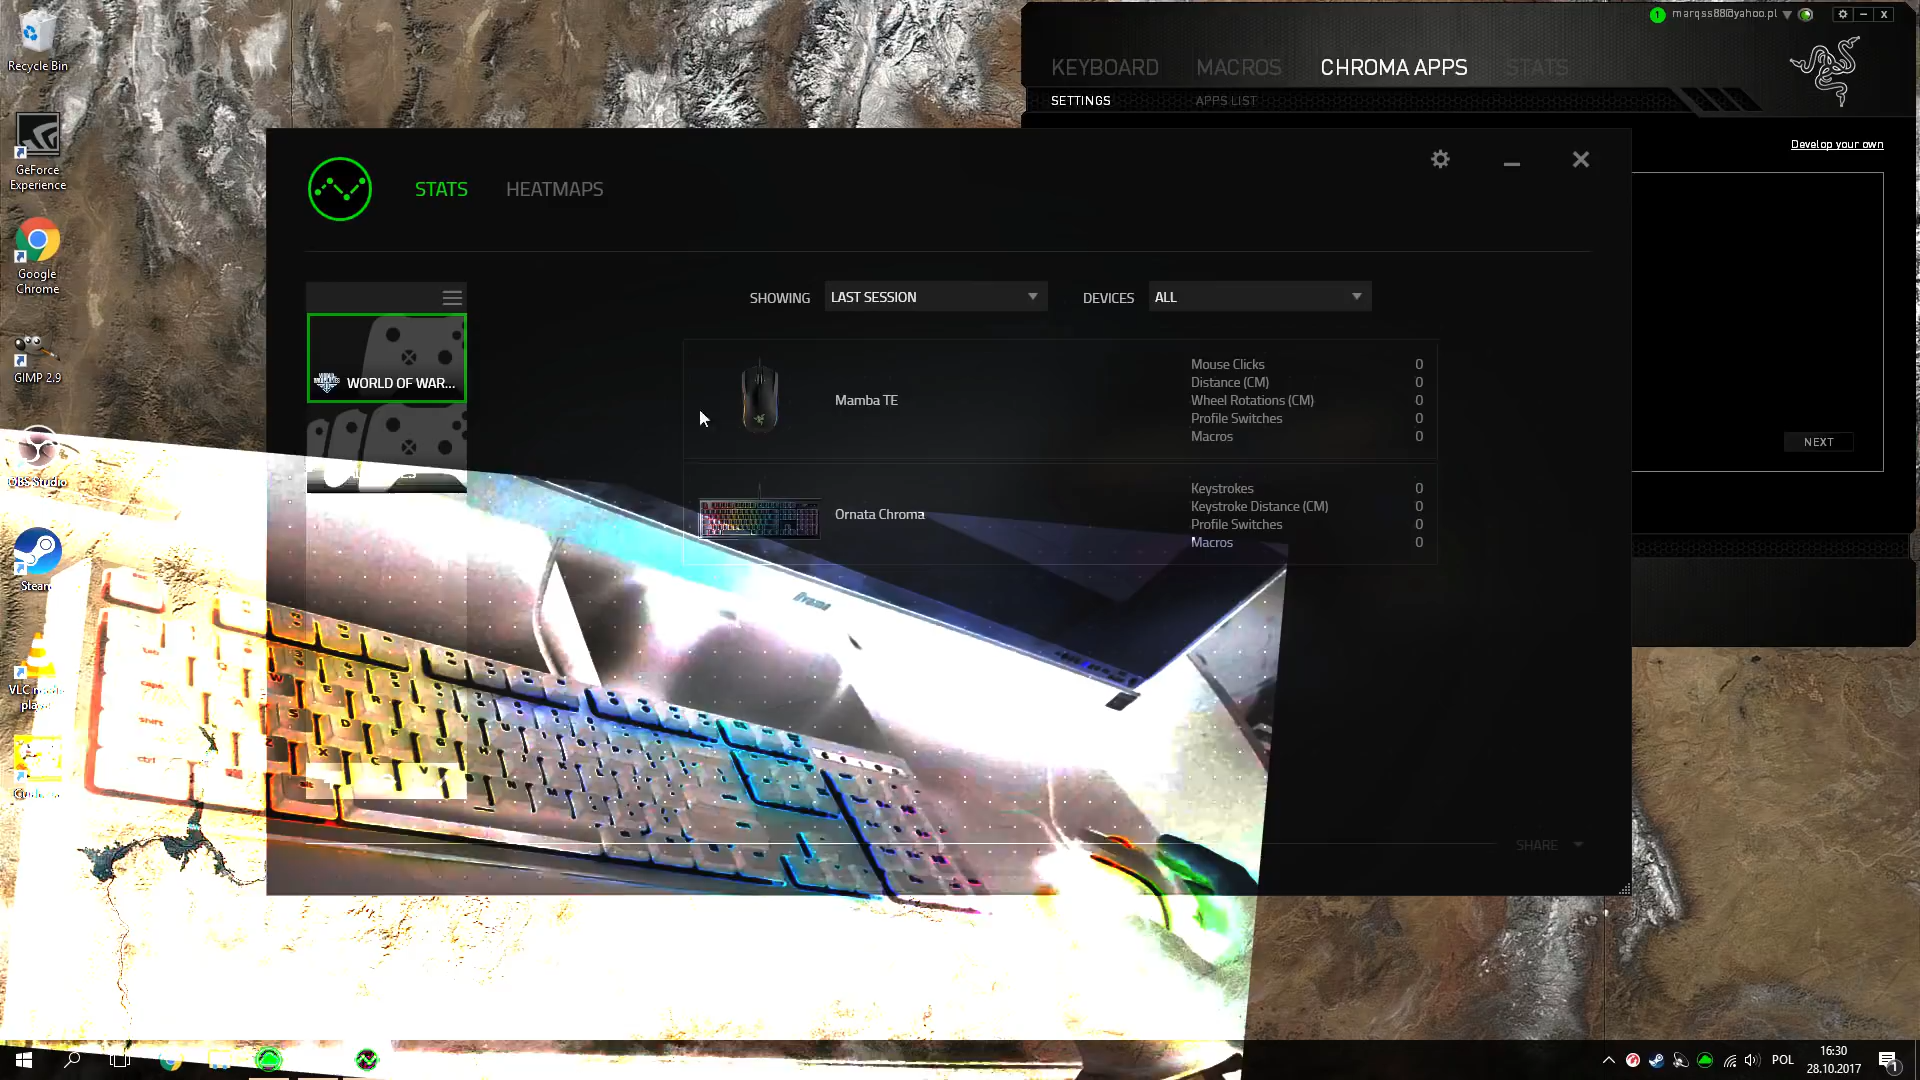 Recycle Bin
GeForce
Experience
Google
Chrome
GIMP 2.9
OBS Studio
Steam
marqss88@yahoo.pl
KEYBOARD MACROS CHROMA APPS STATS
SETTINGS APPS LIST
Develop your own
NEXT
STATS HEATMAPS
SHOWING LAST SESSION DEVICES ALL
WORLD OF WAR...
Mamba TE
Mouse Clicks 0
Distance (CM) 0
Wheel Rotations (CM) 0
Profile Switches 0
Macros 0
Ornata Chroma
Keystrokes 0
Keystroke Distance (CM) 0
Profile Switches 0
Macros 0
SHARE
POL
16:30
28.10.2017
1